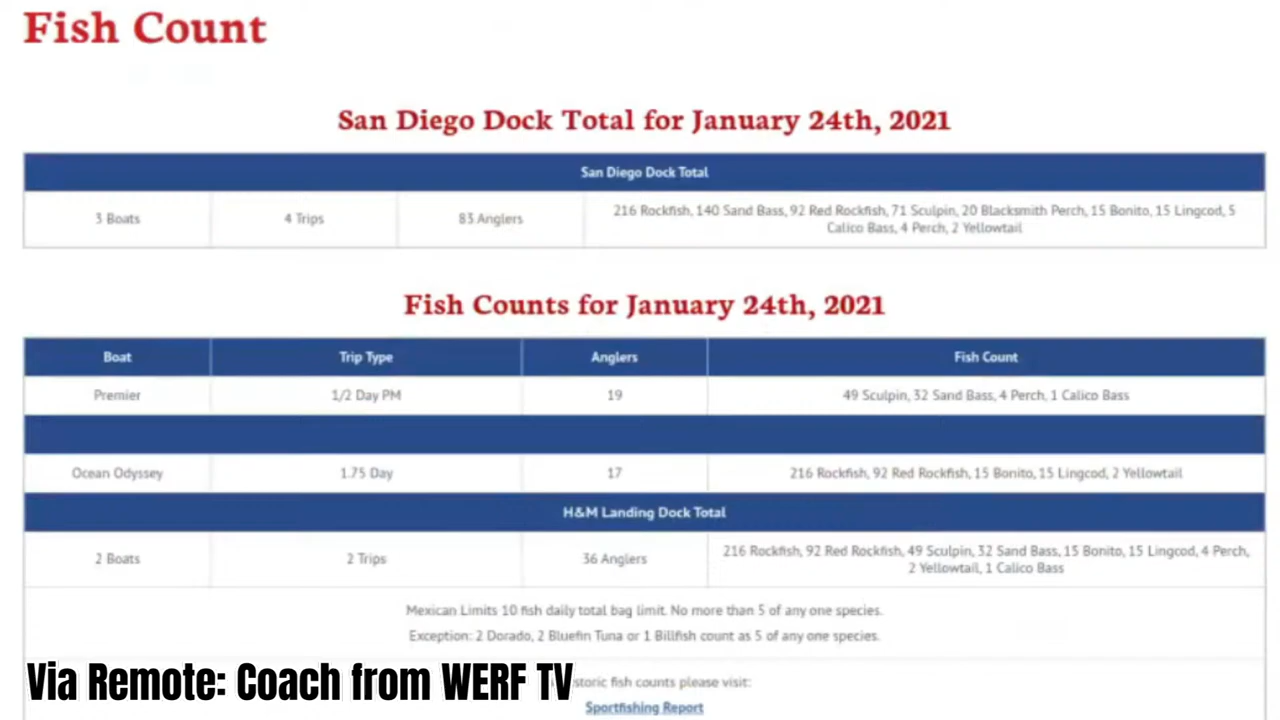 Fish Count
San Diego Dock Total for January 24th, 2021
San Diego Dock Total
3 Boats 4 Trips 83 Anglers 216 Rockfish, 140 Sand Bass, 92 Red Rockfish, 71 Sculpin, 20 Blacksmith Perch, 15 Bonito, 15 Lingcod, 5
Calico Bass, 4 Perch, 2 Yellowtail
Fish Counts for January 24th, 2021
Boat Trip Type Anglers Fish Count
Premier 1/2 Day PM 19 49 Sculpin, 32 Sand Bass, 4 Perch, 1 Calico Bass
Ocean Odyssey 1.75 Day 17 216 Rockfish, 92 Red Rockfish, 15 Bonito, 15 Lingcod, 2 Yellowtail
H&M Landing Dock Total
2 Boats 2 Trips 36 Anglers 216 Rockfish, 92 Red Rockfish, 49 Sculpin, 32 Sand Bass, 15 Bonito, 15 Lingcod, 4 Perch,
2 Yellowtail, 1 Calico Bass
Mexican Limits 10 fish daily total bag limit. No more than 5 of any one species.
Exception: 2 Dorado, 2 Bluefin Tuna or 1 Billfish count as 5 of any one species.
Via Remote: Coach from WERF TV
fish counts please visit:
Sportfishing Report